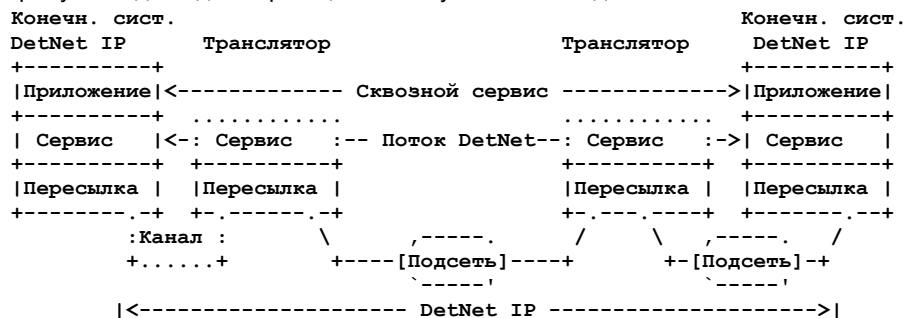 Конечн. сист.                                              Конечн. сист.
DetNet IP     Транслятор                     Транслятор     DetNet IP
+----------+                                               +----------+
|Приложение|<------------- Сквозной сервис ------------->|Приложение|
+----------+  ............                   ............  +----------+
| Сервис   |<-: Сервис   :-- Поток DetNet--: Сервис   :->| Сервис   |
+----------+  +----------+                   +----------+  +----------+
|Пересылка |  |Пересылка |                   |Пересылка |  |Пересылка |
+--------.-+  +-.------.-+                   +-.---.----+  +-------.--+
:Канал :       \      ,-----.      /     \   ,-----.   /
+......+        +----[Подсеть]----+       +-[Подсеть]-+
`-----'                  `-----'
|<--------------------- DetNet IP --------------------->|